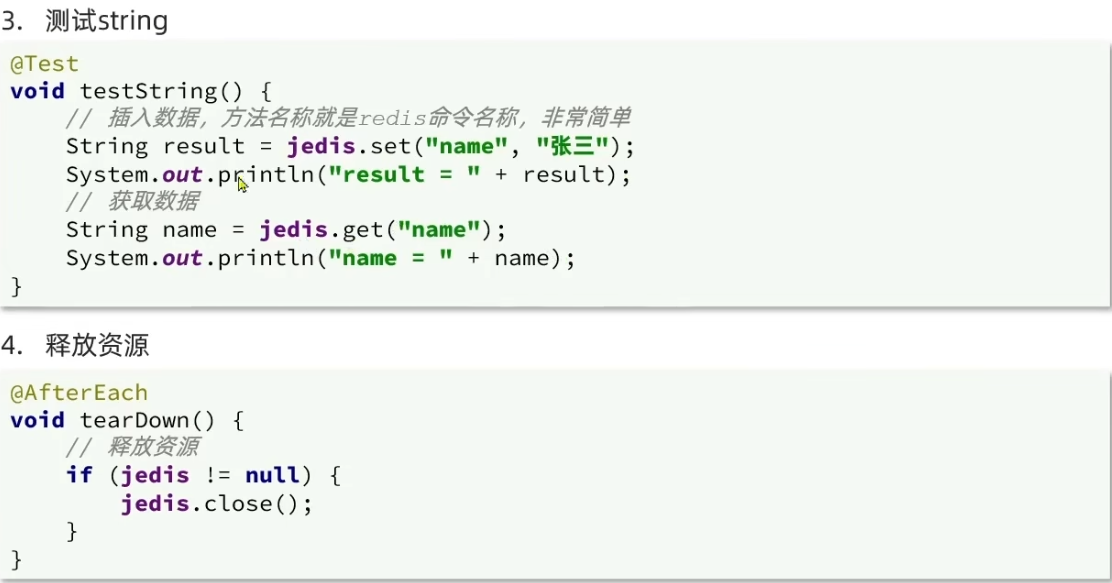 3. 测试string
@Test
void testString() {
    // 插入数据，方法名称就是redis命令名称，非常简单
    String result = jedis.set("name", "张三");
    System.out.println("result = " + result);
    // 获取数据
    String name = jedis.get("name");
    System.out.println("name = " + name);
}
4. 释放资源
@AfterEach
void tearDown() {
    // 释放资源
    if (jedis != null) {
        jedis.close();
    }
}